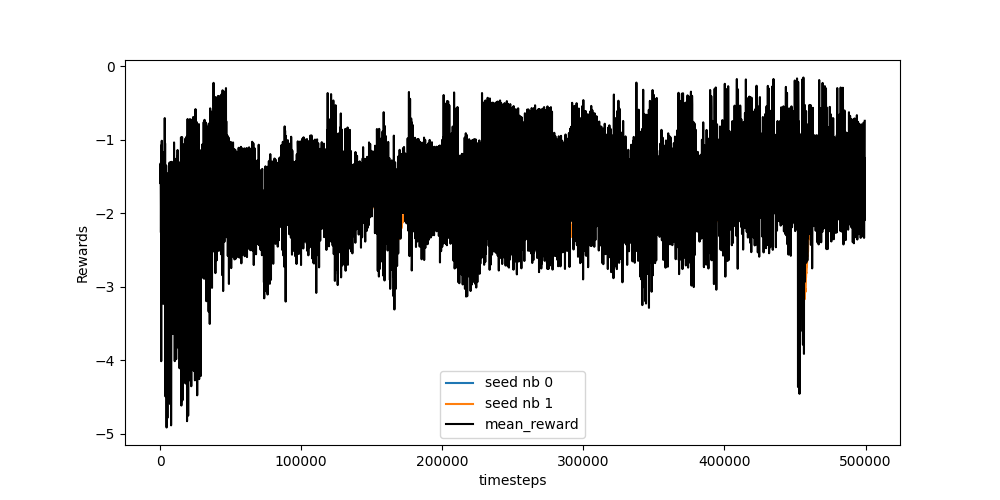 0
−1
−2
−3
−4
−5
Rewards
seed nb 0
seed nb 1
mean_reward
0 100000 200000 300000 400000 500000
timesteps